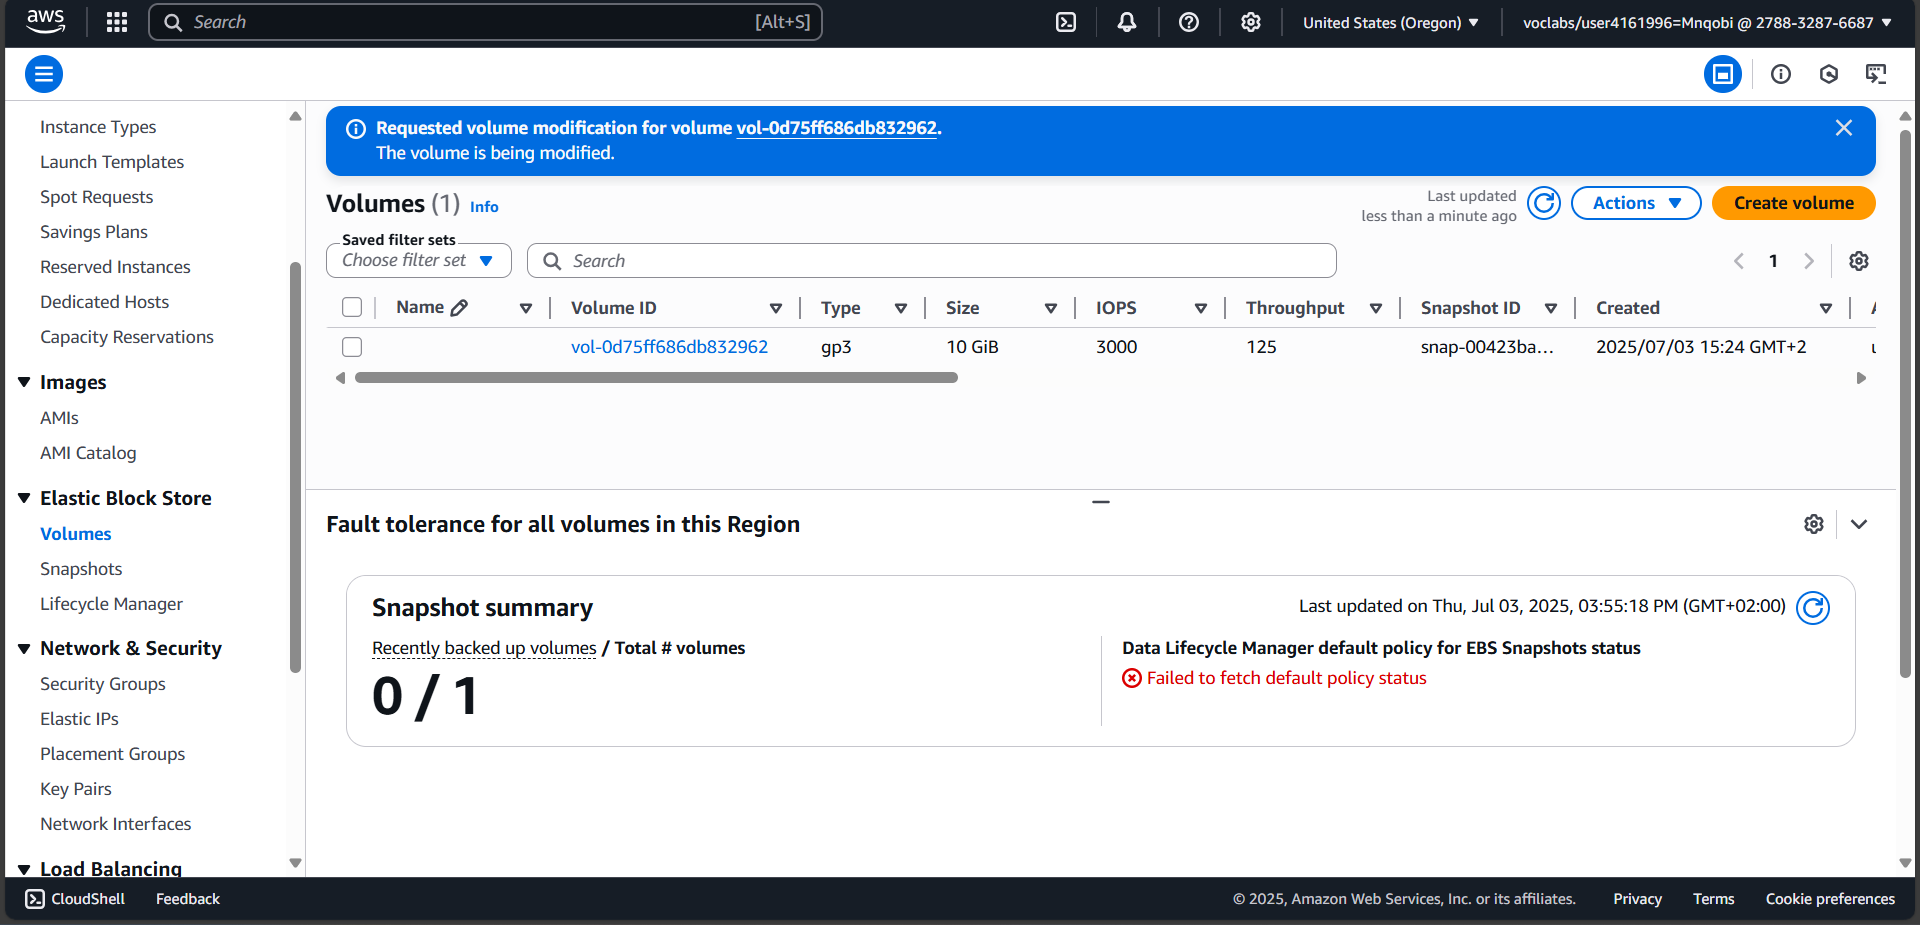 aws
Search [Alt+S]
United States (Oregon)
voclabs/user4161996=Mnqobi @ 2788-3287-6687
Instance Types
Launch Templates
Spot Requests
Savings Plans
Reserved Instances
Dedicated Hosts
Capacity Reservations
Images
AMIs
AMI Catalog
Elastic Block Store
Volumes
Snapshots
Lifecycle Manager
Network & Security
Security Groups
Elastic IPs
Placement Groups
Key Pairs
Network Interfaces
Load Balancing
Requested volume modification for volume vol-0d75ff686db832962.
The volume is being modified.
Volumes (1) Info
Last updated
less than a minute ago
Actions
Create volume
Saved filter sets
Choose filter set
Search
1
Name Volume ID Type Size IOPS Throughput Snapshot ID Created
vol-0d75ff686db832962 gp3 10 GiB 3000 125 snap-00423ba... 2025/07/03 15:24 GMT+2
Fault tolerance for all volumes in this Region
Snapshot summary
Last updated on Thu, Jul 03, 2025, 03:55:18 PM (GMT+02:00)
Recently backed up volumes / Total # volumes
0 / 1
Data Lifecycle Manager default policy for EBS Snapshots status
Failed to fetch default policy status
CloudShell
Feedback
© 2025, Amazon Web Services, Inc. or its affiliates.
Privacy
Terms
Cookie preferences